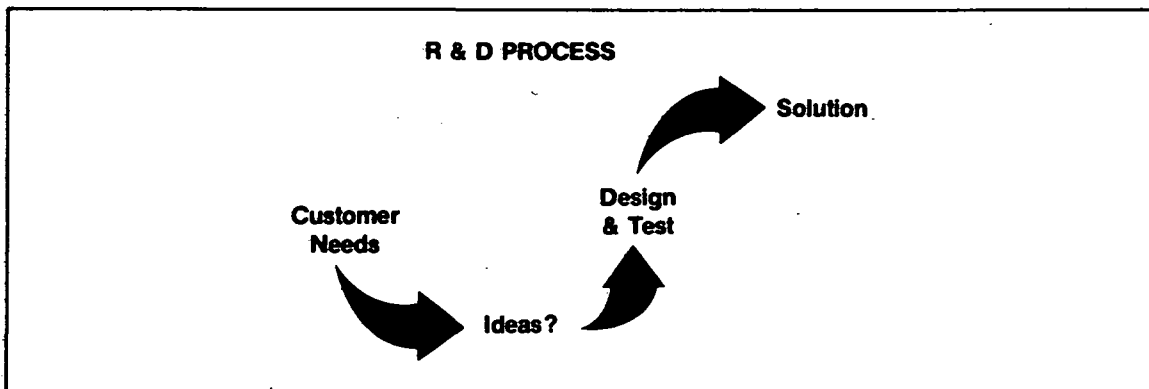 R & D PROCESS
Solution
Design
& Test
Customer
Needs
Ideas?